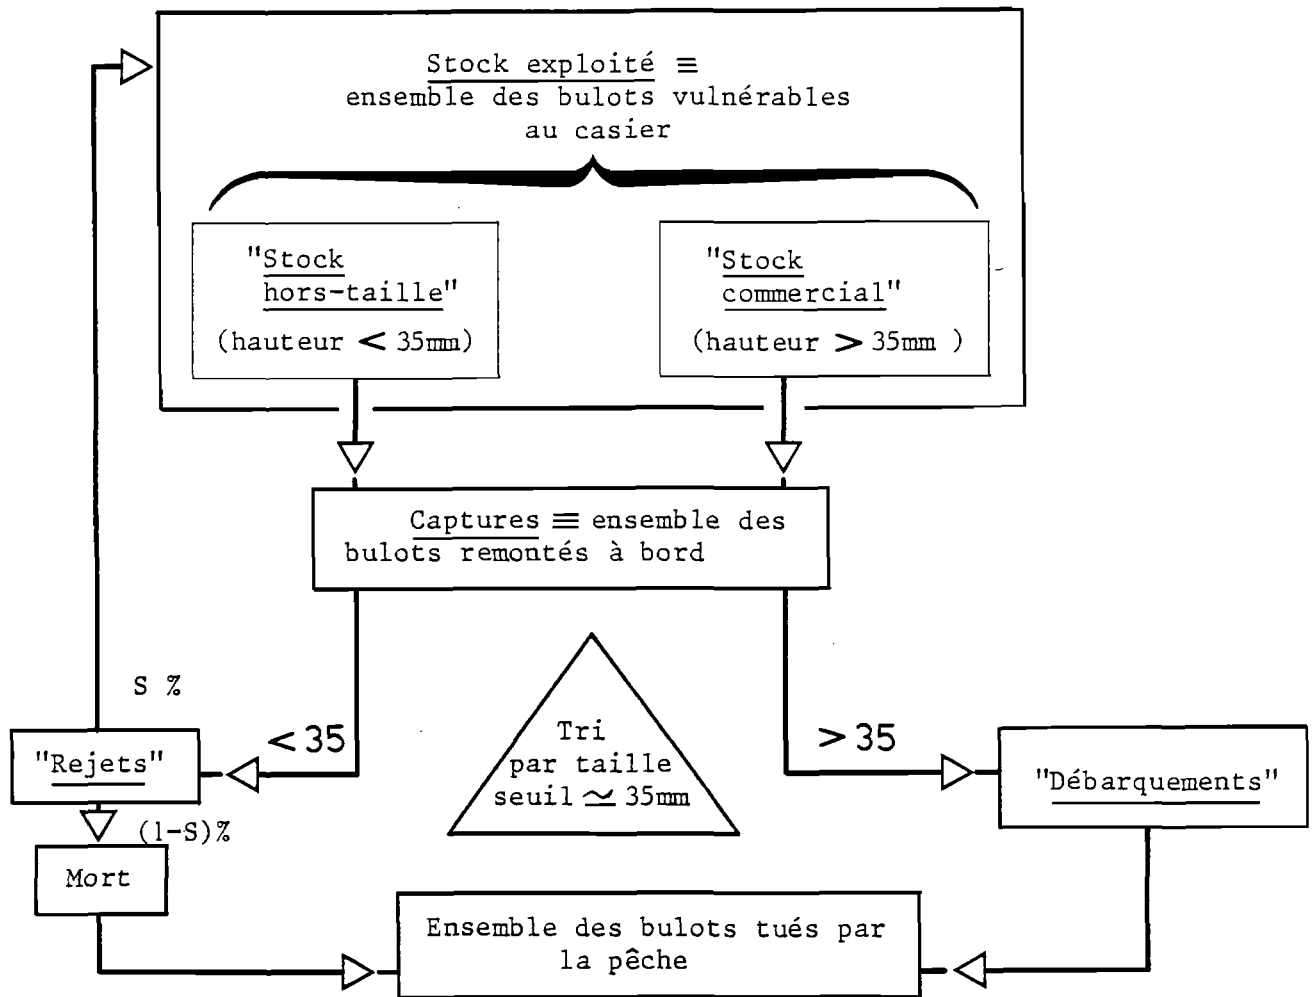 Stock exploité ≡
ensemble des bulots vulnérables
au casier
"Stock
hors-taille"
(hauteur < 35mm)
"Stock
commercial"
(hauteur > 35mm )
Captures ≡ ensemble des
bulots remontés à bord
S %
< 35
> 35
Tri
par taille
seuil ≃ 35mm
"Rejets"
"Débarquements"
(1-S)%
Mort
Ensemble des bulots tués par
la pêche